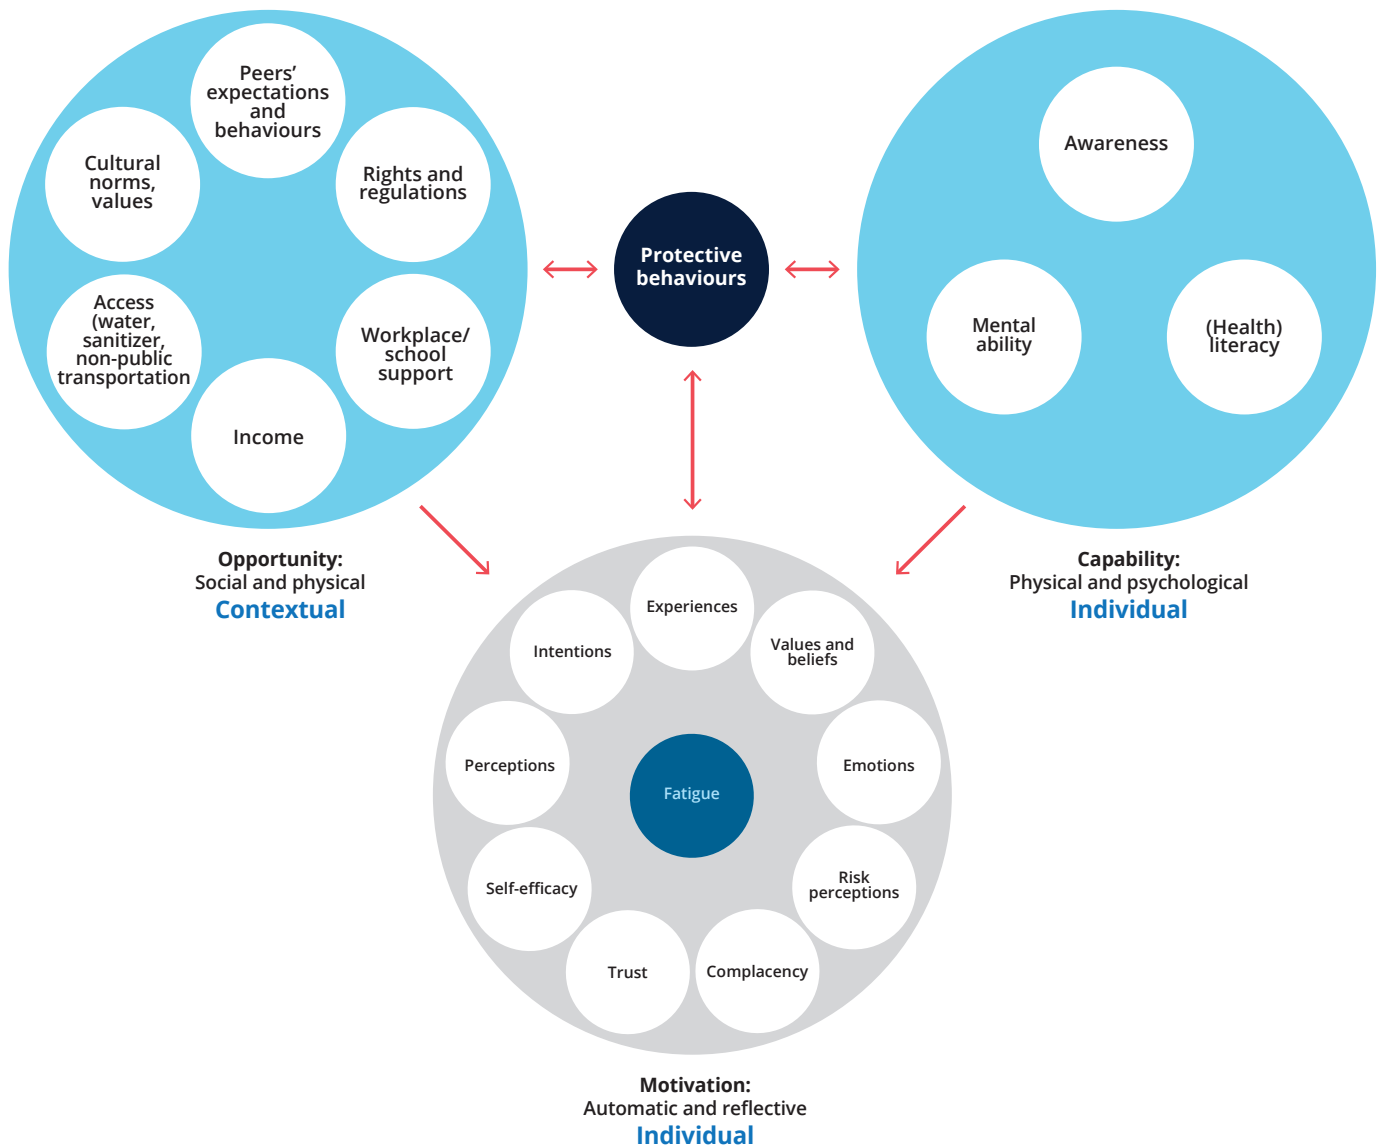 Peers’
expectations
and
behaviours
Cultural
norms,
values
Rights and
regulations
Access
(water,
sanitizer,
non-public
transportation
Workplace/
school
support
Income
Opportunity:
Social and physical
Contextual
Protective
behaviours
Awareness
Mental
ability
(Health)
literacy
Capability:
Physical and psychological
Individual
Experiences
Intentions
Values and
beliefs
Perceptions
Emotions
Fatigue
Self-efficacy
Risk
perceptions
Trust
Complacency
Motivation:
Automatic and reflective
Individual